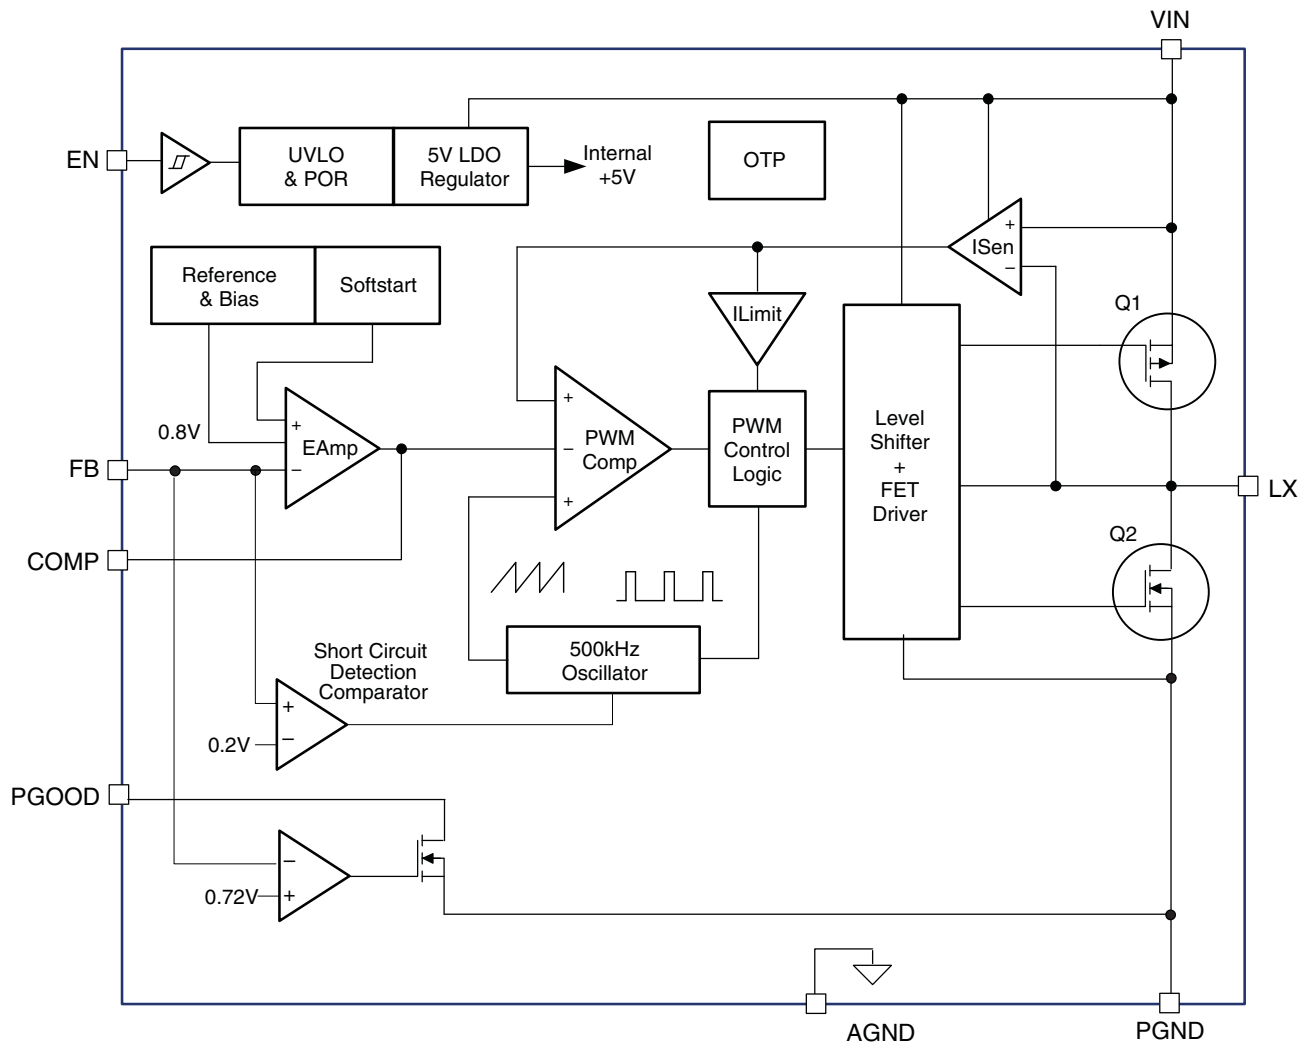 VIN
EN
UVLO
& POR
5V LDO
Regulator
Internal
+5V
OTP
Reference
& Bias
Softstart
+
ISen
−
ILimit
Q1
0.8V
+
EAmp
−
FB
COMP
+
−
PWM
Comp
+
PWM
Control
Logic
Level
Shifter
+
FET
Driver
LX
Q2
500kHz
Oscillator
Short Circuit
Detection
Comparator
+
0.2V
−
PGOOD
−
0.72V
+
AGND
PGND